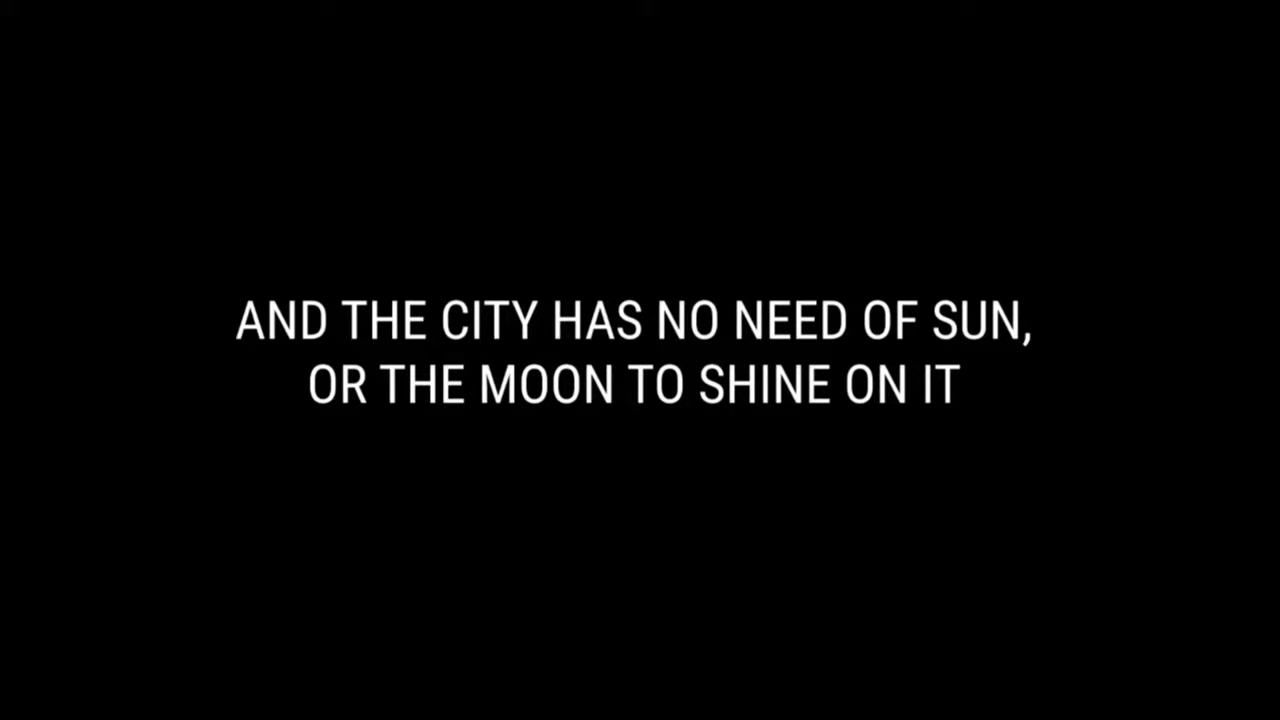 AND THE CITY HAS NO NEED OF SUN,
OR THE MOON TO SHINE ON IT